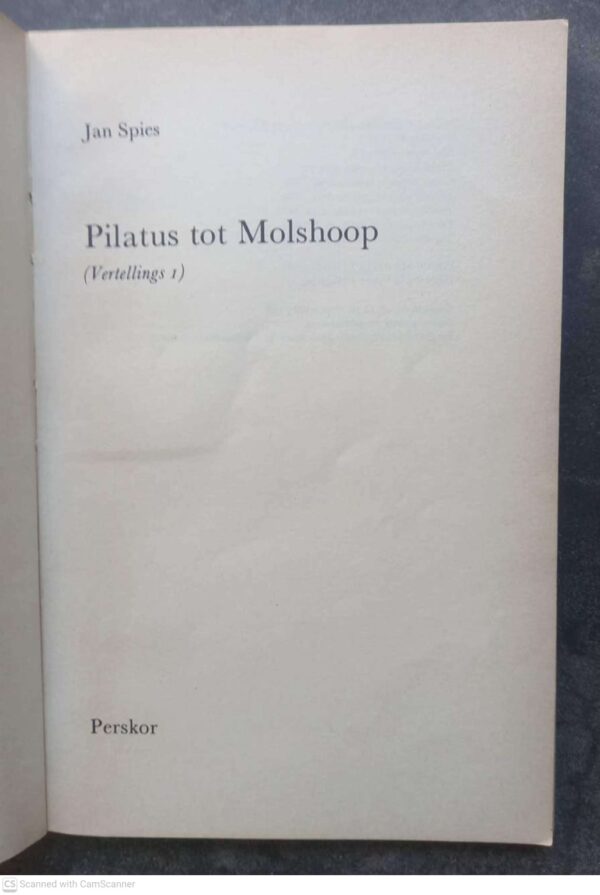 Jan Spies
Pilatus tot Molshoop
(Vertellings 1)
Perskor
CS Scanned with CamScanner